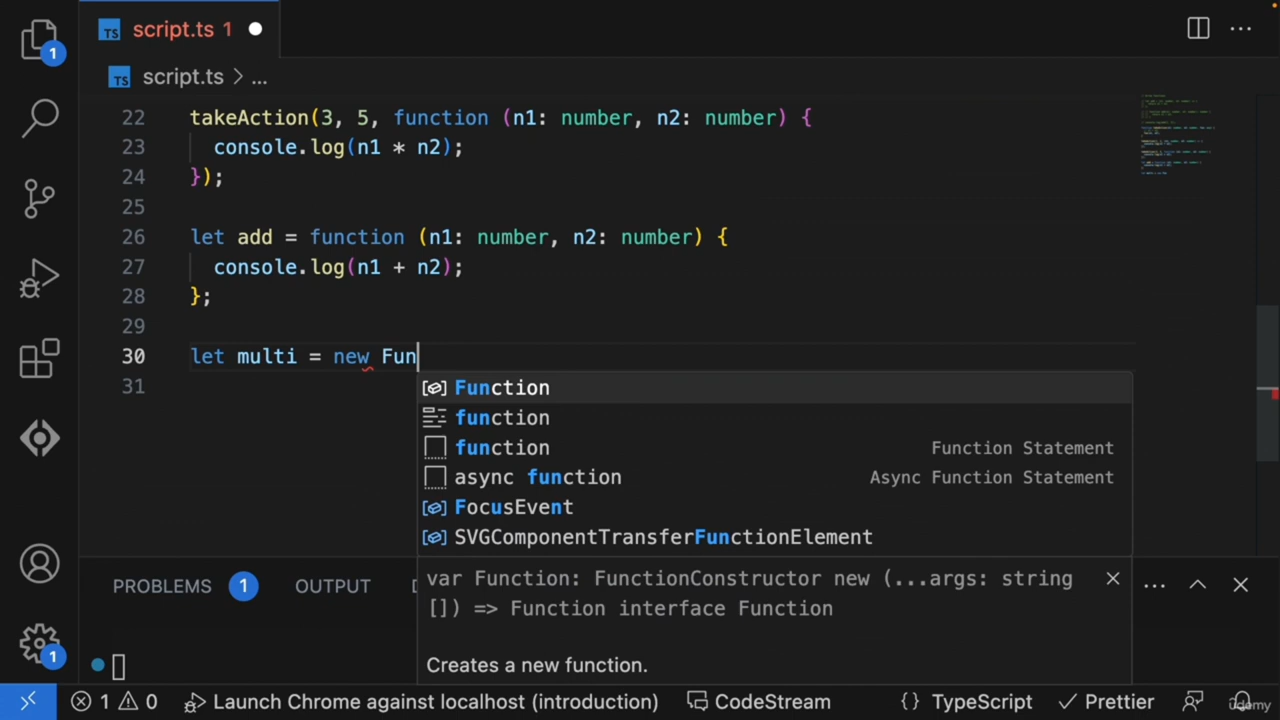 1
TS script.ts 1
TS script.ts > ...
22 takeAction(3, 5, function (n1: number, n2: number) {
23 console.log(n1 * n2);
24 });
25
26 let add = function (n1: number, n2: number) {
27 console.log(n1 + n2);
28 };
29
30 let multi = new Fun
31
Function
function
function Function Statement
async function Async Function Statement
FocusEvent
SVGComponentTransferFunctionElement
PROBLEMS 1 OUTPUT
var Function: FunctionConstructor new (...args: string
[]) => Function interface Function
Creates a new function.
1
1 0 Launch Chrome against localhost (introduction) CodeStream {} TypeScript Prettier
udemy